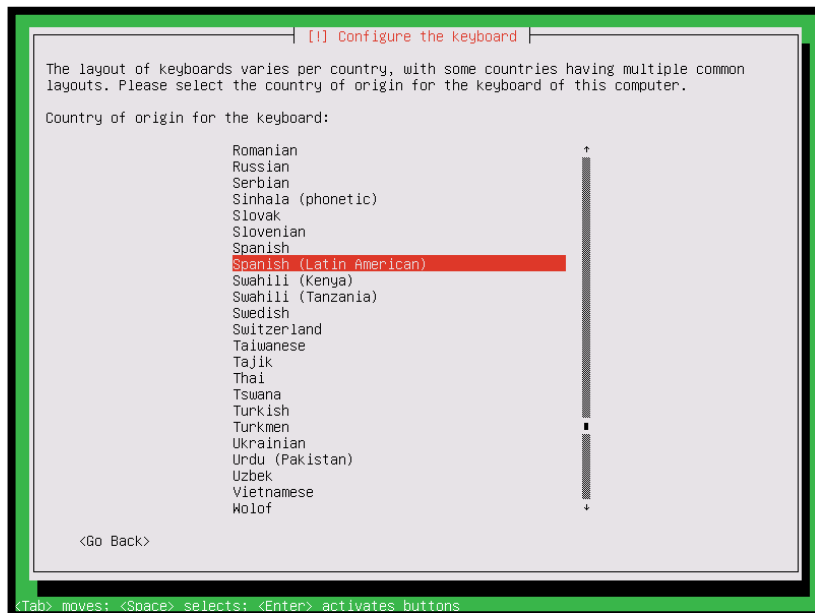 [!] Configure the keyboard
The layout of keyboards varies per country, with some countries having multiple common
layouts. Please select the country of origin for the keyboard of this computer.
Country of origin for the keyboard:
Romanian
Russian
Serbian
Sinhala (phonetic)
Slovak
Slovenian
Spanish
Spanish (Latin American)
Swahili (Kenya)
Swahili (Tanzania)
Swedish
Switzerland
Taiwanese
Tajik
Thai
Tswana
Turkish
Turkmen
Ukrainian
Urdu (Pakistan)
Uzbek
Vietnamese
Wolof
<Go Back>
<Tab> moves; <Space> selects; <Enter> activates buttons